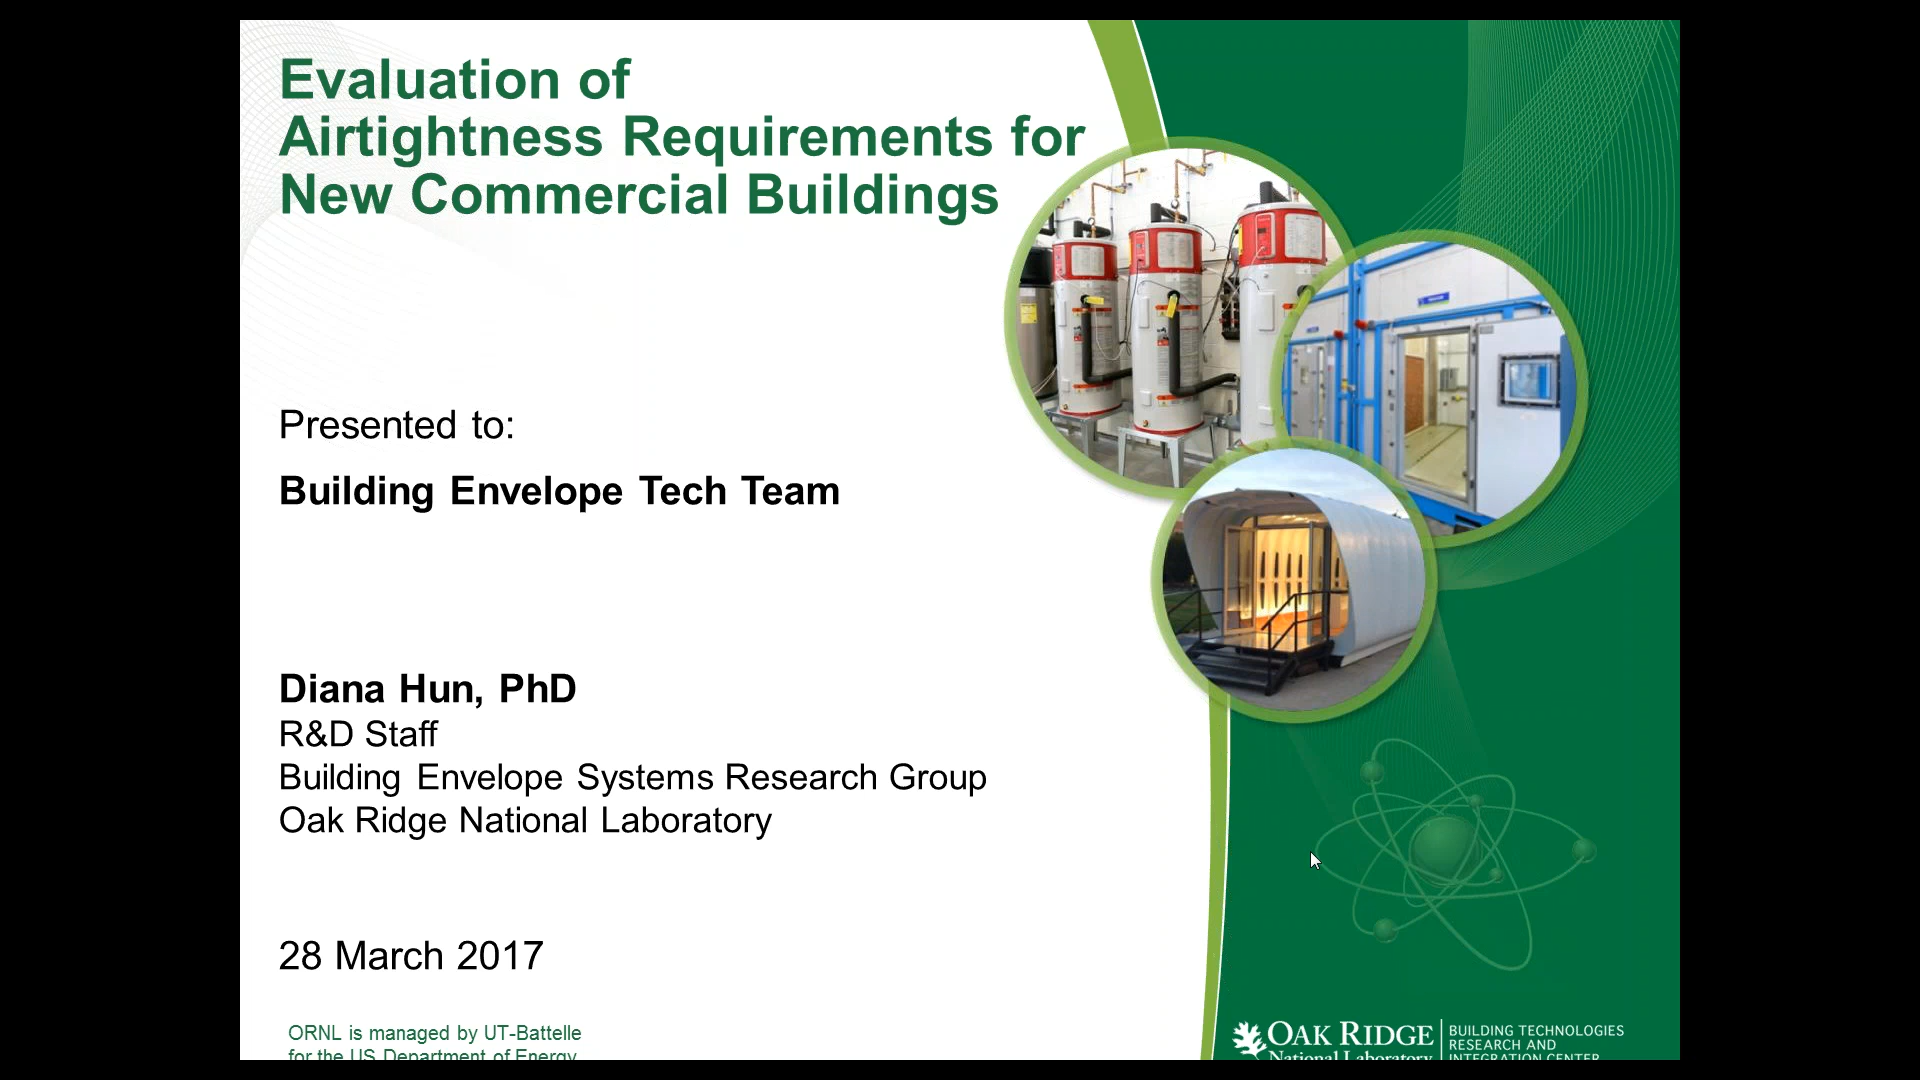 Evaluation of
Airtightness Requirements for
New Commercial Buildings
Presented to:
Building Envelope Tech Team
Diana Hun, PhD
R&D Staff
Building Envelope Systems Research Group
Oak Ridge National Laboratory
28 March 2017
ORNL is managed by UT-Battelle
for the US Department of Energy
OAK RIDGE
National Laboratory
BUILDING TECHNOLOGIES
RESEARCH AND
INTEGRATION CENTER